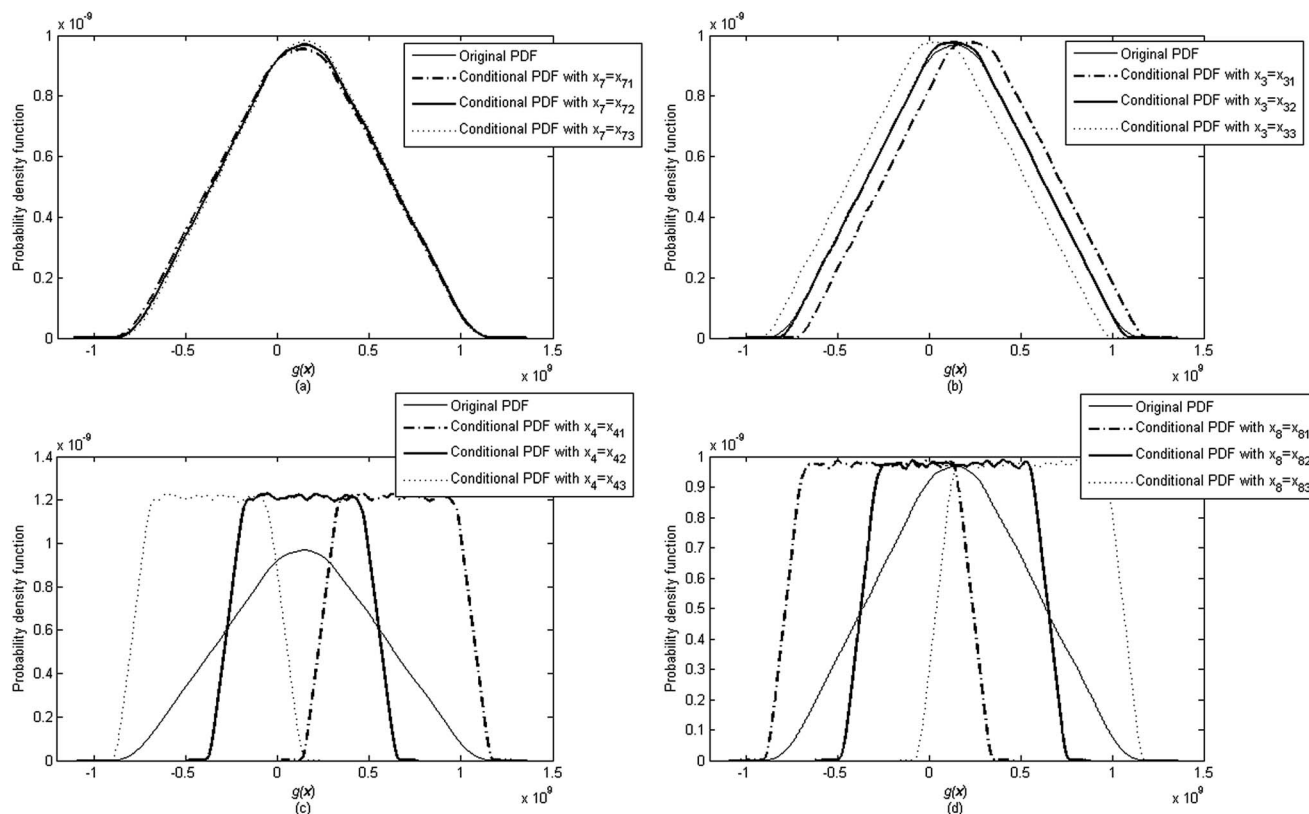 x 10⁻⁹
1
0.8
0.6
0.4
0.2
0
Probability density function
Original PDF
Conditional PDF with x₇=x₇₁
Conditional PDF with x₇=x₇₂
Conditional PDF with x₇=x₇₃
-1
-0.5
0
0.5
1
1.5
x 10⁹
g(x)
(a)
x 10⁻⁹
1
0.8
0.6
0.4
0.2
0
Probability density function
Original PDF
Conditional PDF with x₃=x₃₁
Conditional PDF with x₃=x₃₂
Conditional PDF with x₃=x₃₃
-1
-0.5
0
0.5
1
1.5
x 10⁹
g(x)
(b)
x 10⁻⁹
1.4
1.2
1
0.8
0.6
0.4
0.2
0
Probability density function
Original PDF
Conditional PDF with x₄=x₄₁
Conditional PDF with x₄=x₄₂
Conditional PDF with x₄=x₄₃
-1
-0.5
0
0.5
1
1.5
x 10⁹
g(x)
(c)
x 10⁻⁹
1
0.9
0.8
0.7
0.6
0.5
0.4
0.3
0.2
0.1
0
Probability density function
Original PDF
Conditional PDF with x₈=x₈₁
Conditional PDF with x₈=x₈₂
Conditional PDF with x₈=x₈₃
-1
-0.5
0
0.5
1
1.5
x 10⁹
g(x)
(d)